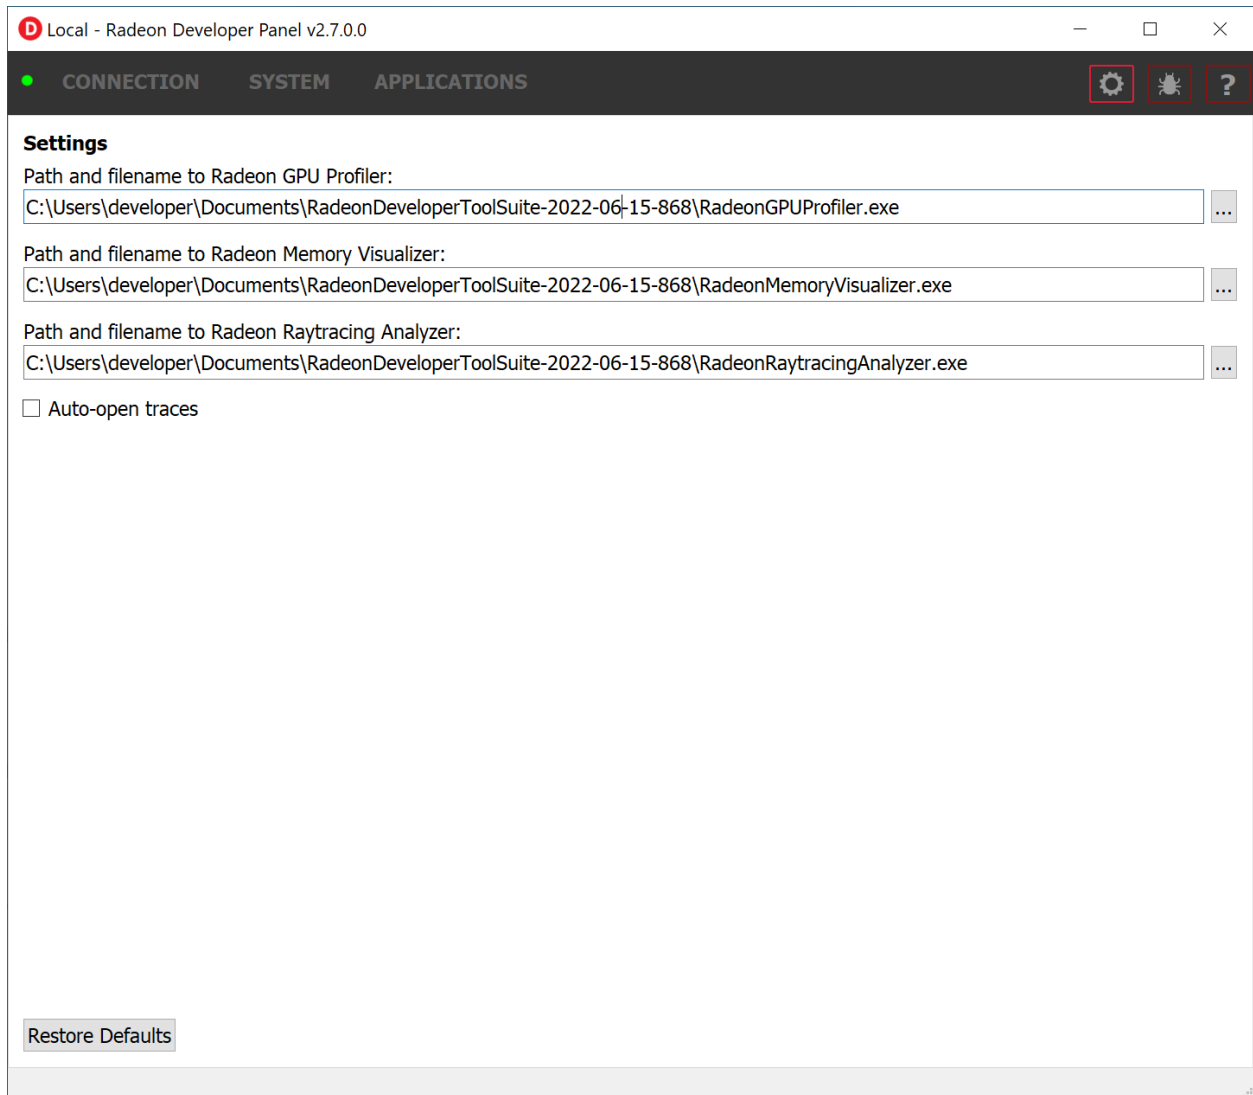 D Local - Radeon Developer Panel v2.7.0.0
CONNECTION SYSTEM APPLICATIONS ?
Settings
Path and filename to Radeon GPU Profiler:
C:\Users\developer\Documents\RadeonDeveloperToolSuite-2022-06-15-868\RadeonGPUProfiler.exe ...
Path and filename to Radeon Memory Visualizer:
C:\Users\developer\Documents\RadeonDeveloperToolSuite-2022-06-15-868\RadeonMemoryVisualizer.exe ...
Path and filename to Radeon Raytracing Analyzer:
C:\Users\developer\Documents\RadeonDeveloperToolSuite-2022-06-15-868\RadeonRaytracingAnalyzer.exe ...
Auto-open traces
Restore Defaults